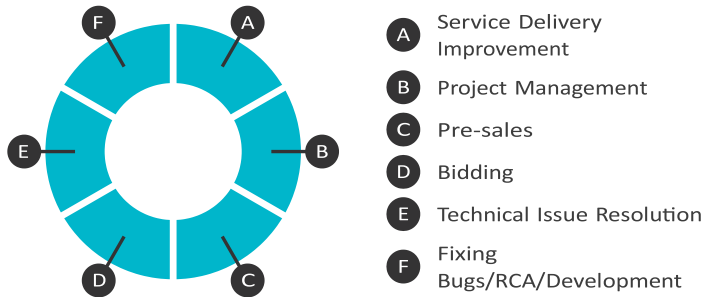 F
A
E
B
D
C
A
Service Delivery
Improvement
B
Project Management
C
Pre-sales
D
Bidding
E
Technical Issue Resolution
F
Fixing
Bugs/RCA/Development